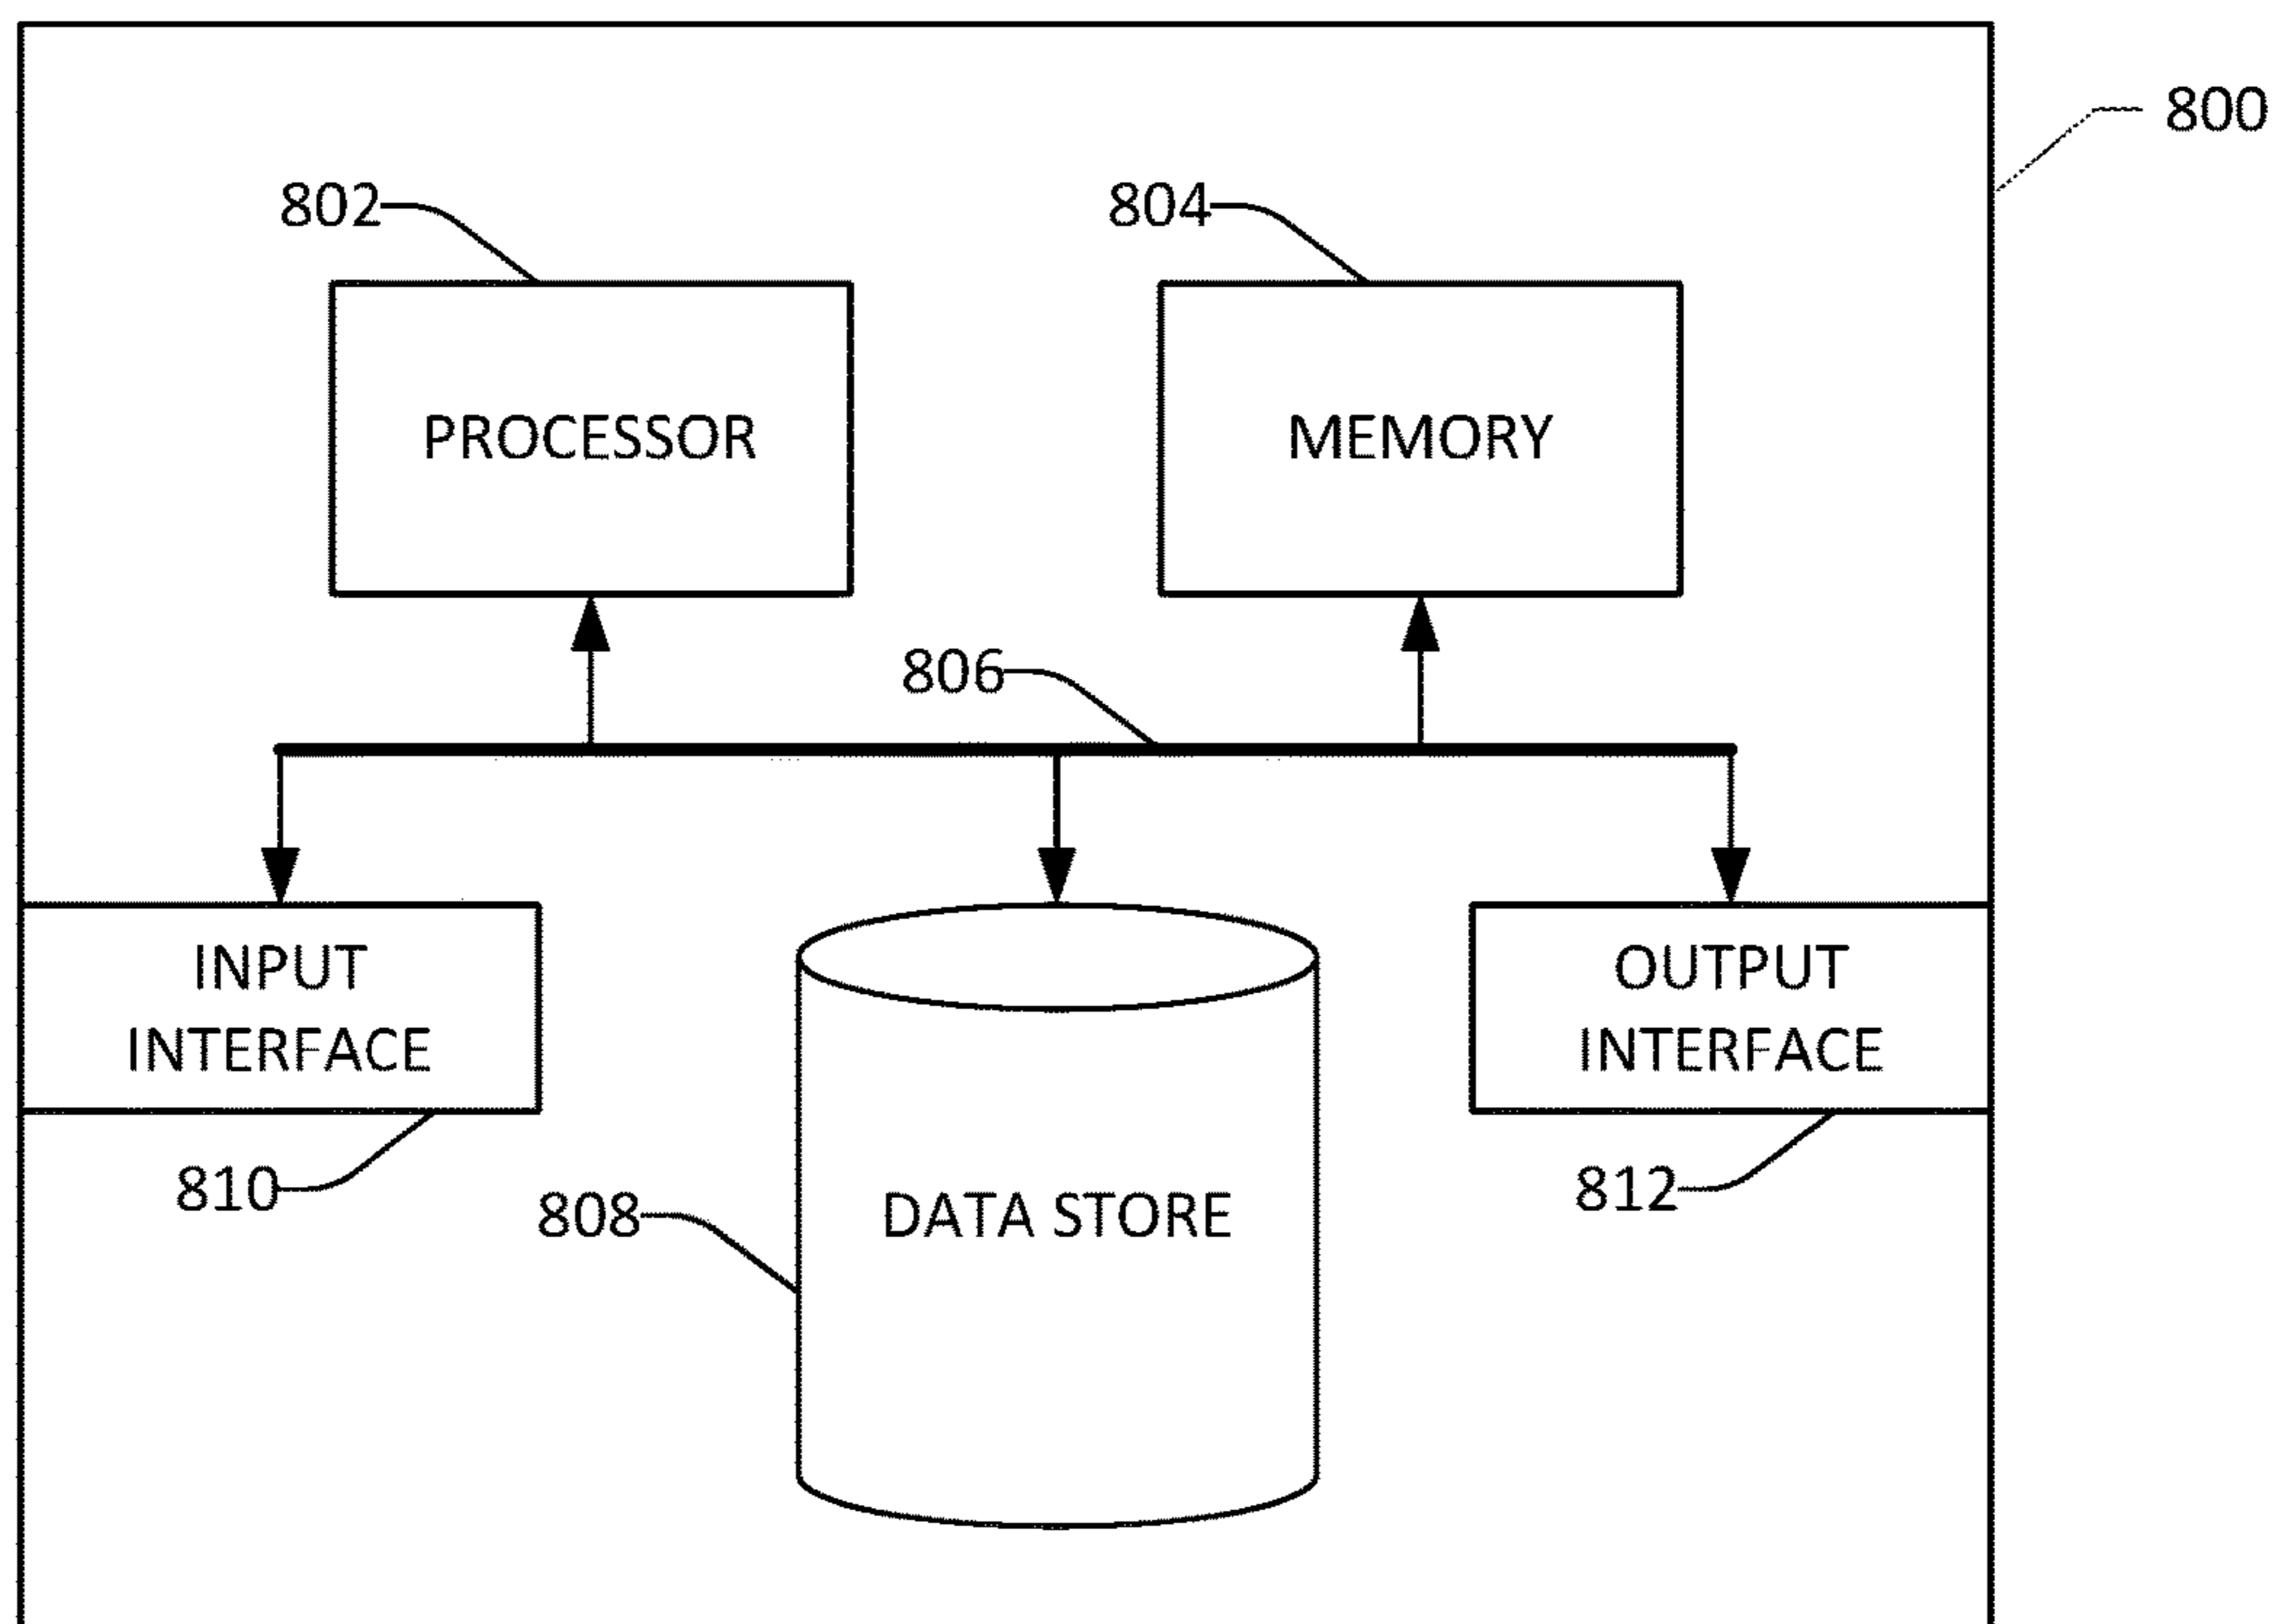 800
802
804
PROCESSOR
MEMORY
806
INPUT
INTERFACE
OUTPUT
INTERFACE
810
808
DATA STORE
812